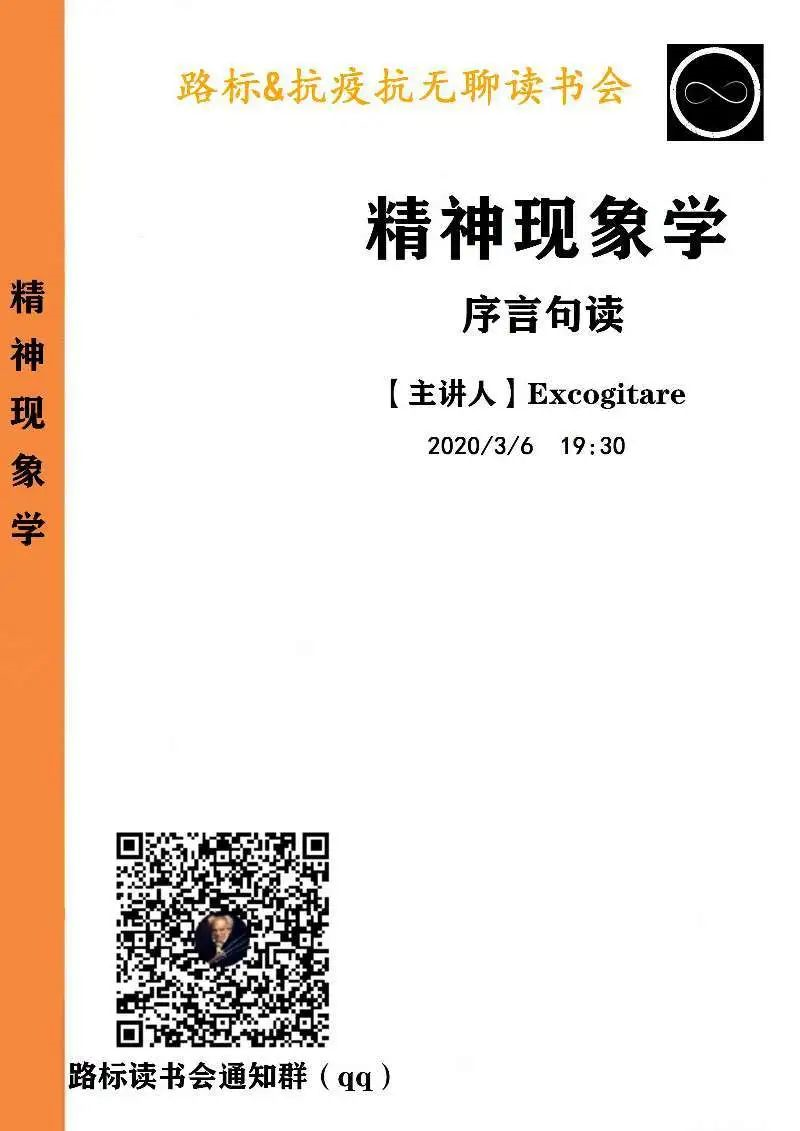 路标&抗疫抗无聊读书会
精神现象学
序言句读
【主讲人】Excogitare
2020/3/6 19:30
精神现象学
路标读书会通知群（qq）